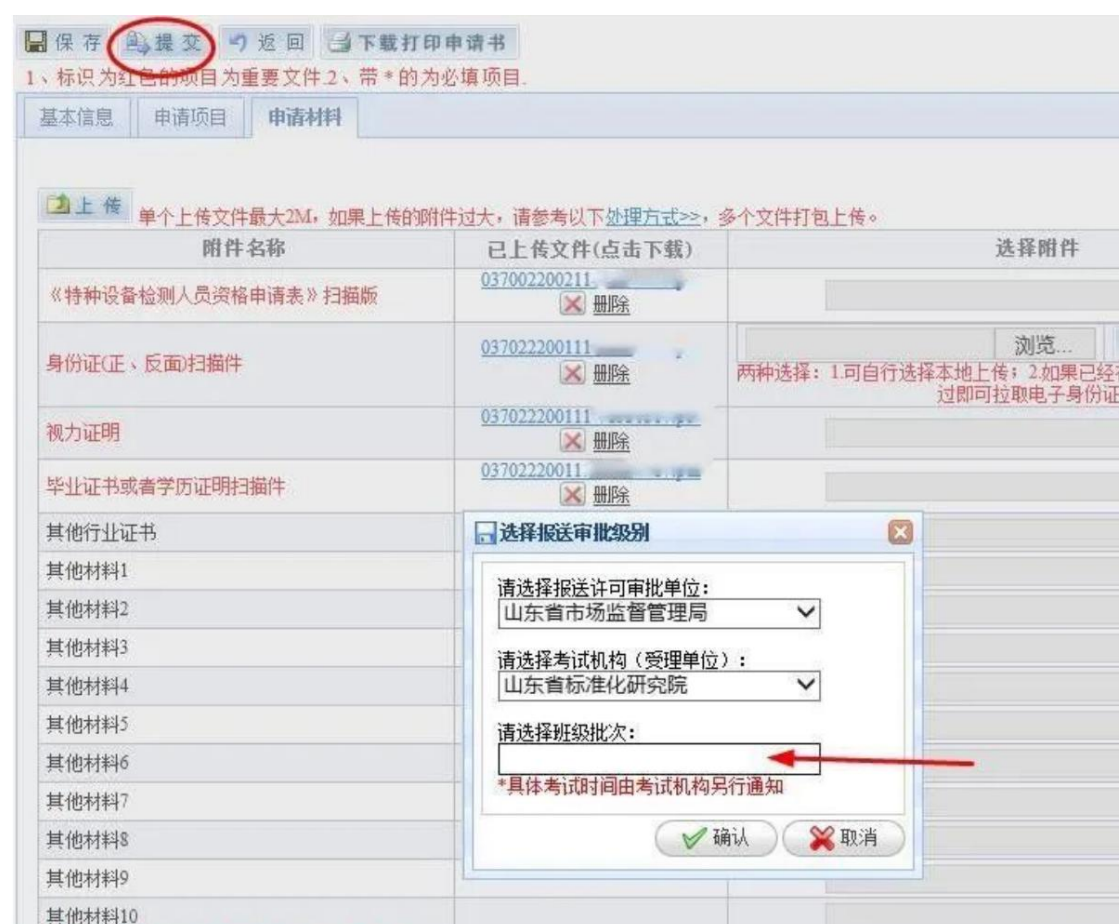 保 存 提 交 返 回 下载打印申请书
1、标识为红色的项目为重要文件.2、带*的为必填项目.
基本信息 申请项目 申请材料
上 传 单个上传文件最大2M，如果上传的附件过大，请参考以下处理方式>>，多个文件打包上传。
附件名称 已上传文件(点击下载) 选择附件
《特种设备检测人员资格申请表》扫描版 037002200211.
删除
身份证(正、反面)扫描件 037022200111 浏览...
删除 两种选择：1.可自行选择本地上传；2.如果已经
过即可拉取电子身份证
视力证明 037022200111
删除
毕业证书或者学历证明扫描件 03702220011.
删除
其他行业证书
其他材料1
其他材料2
其他材料3
其他材料4
其他材料5
其他材料6
其他材料7
其他材料8
其他材料9
其他材料10
选择报送审批级别
请选择报送许可审批单位：
山东省市场监督管理局
请选择考试机构（受理单位）：
山东省标准化研究院
请选择班级批次：
*具体考试时间由考试机构另行通知
确认 取消